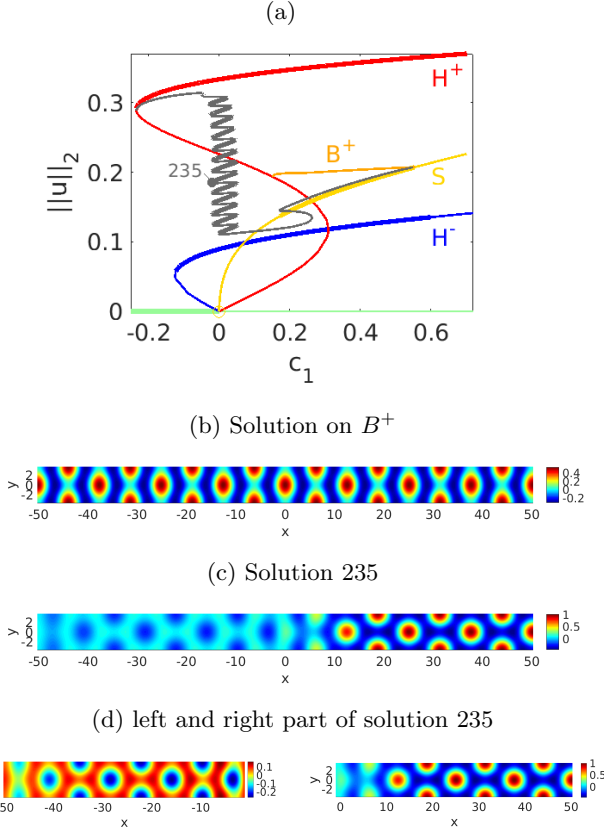 (a)
0.3
0.2
0.1
0
||u||₂
-0.2
0
0.2
0.4
0.6
c₁
H⁺
B⁺
S
H⁻
235
(b) Solution on B⁺
y
2
0
-2
-50 -40 -30 -20 -10 0 10 20 30 40 50
x
0.4
0.2
0
-0.2
(c) Solution 235
y
2
0
-2
-50 -40 -30 -20 -10 0 10 20 30 40 50
x
1
0.5
0
(d) left and right part of solution 235
50 -40 -30 -20 -10
x
0.1
0
-0.1
-0.2
y
2
0
-2
0 10 20 30 40 50
x
1
0.5
0